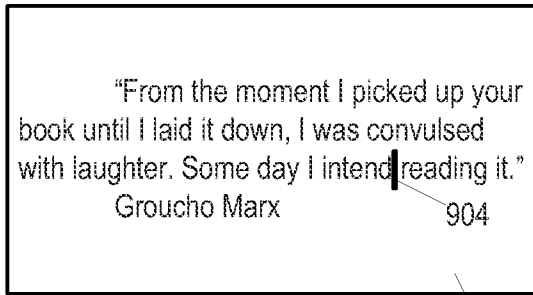 “From the moment I picked up your
book until I laid it down, I was convulsed
with laughter. Some day I intend reading it.”
Groucho Marx
904